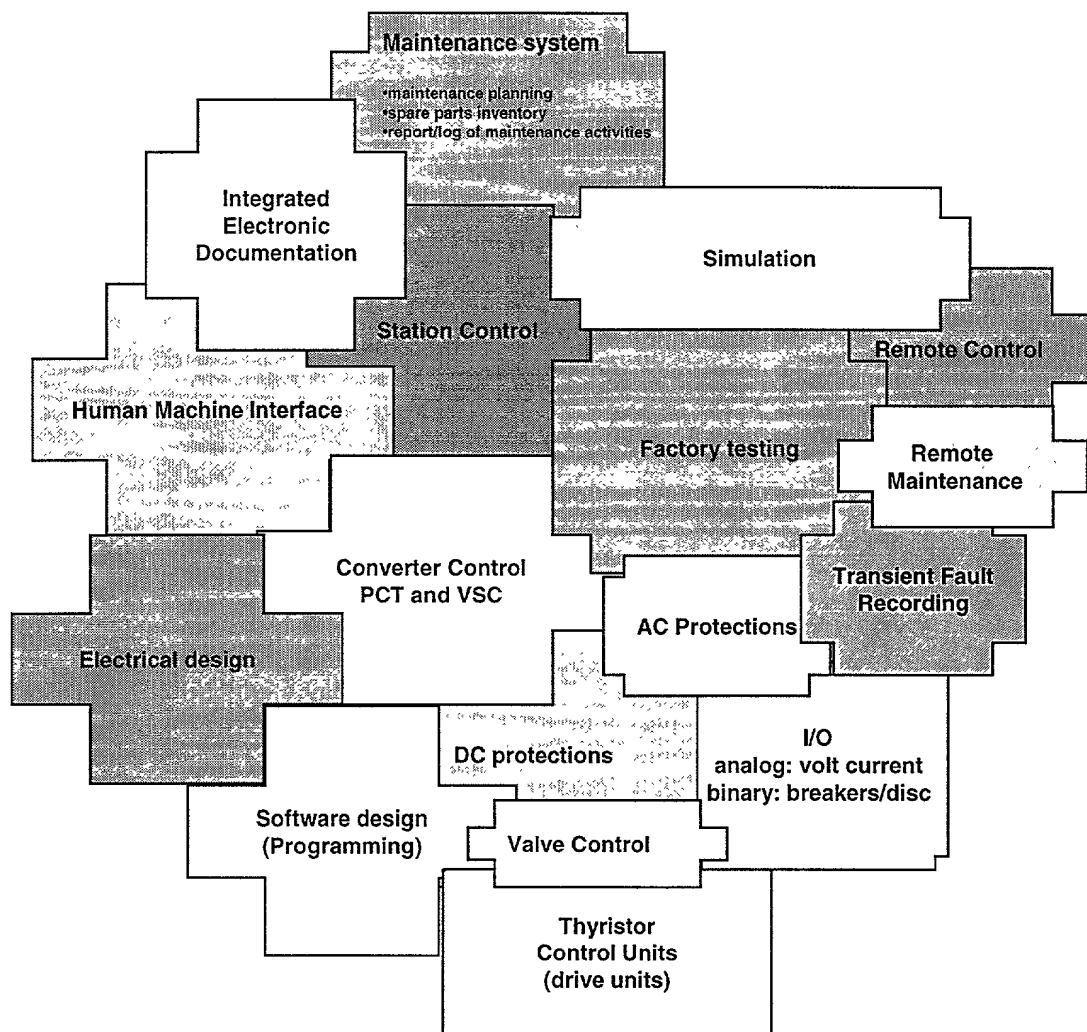 Maintenance system
•maintenance planning
•spare parts inventory
•report/log of maintenance activities
Integrated
Electronic
Documentation
Simulation
Station Control
Remote Control
Human Machine Interface
Factory testing
Remote
Maintenance
Converter Control
PCT and VSC
Transient Fault
Recording
AC Protections
Electrical design
I/O
analog: volt current
binary: breakers/disc
DC protections
Software design
(Programming)
Valve Control
Thyristor
Control Units
(drive units)